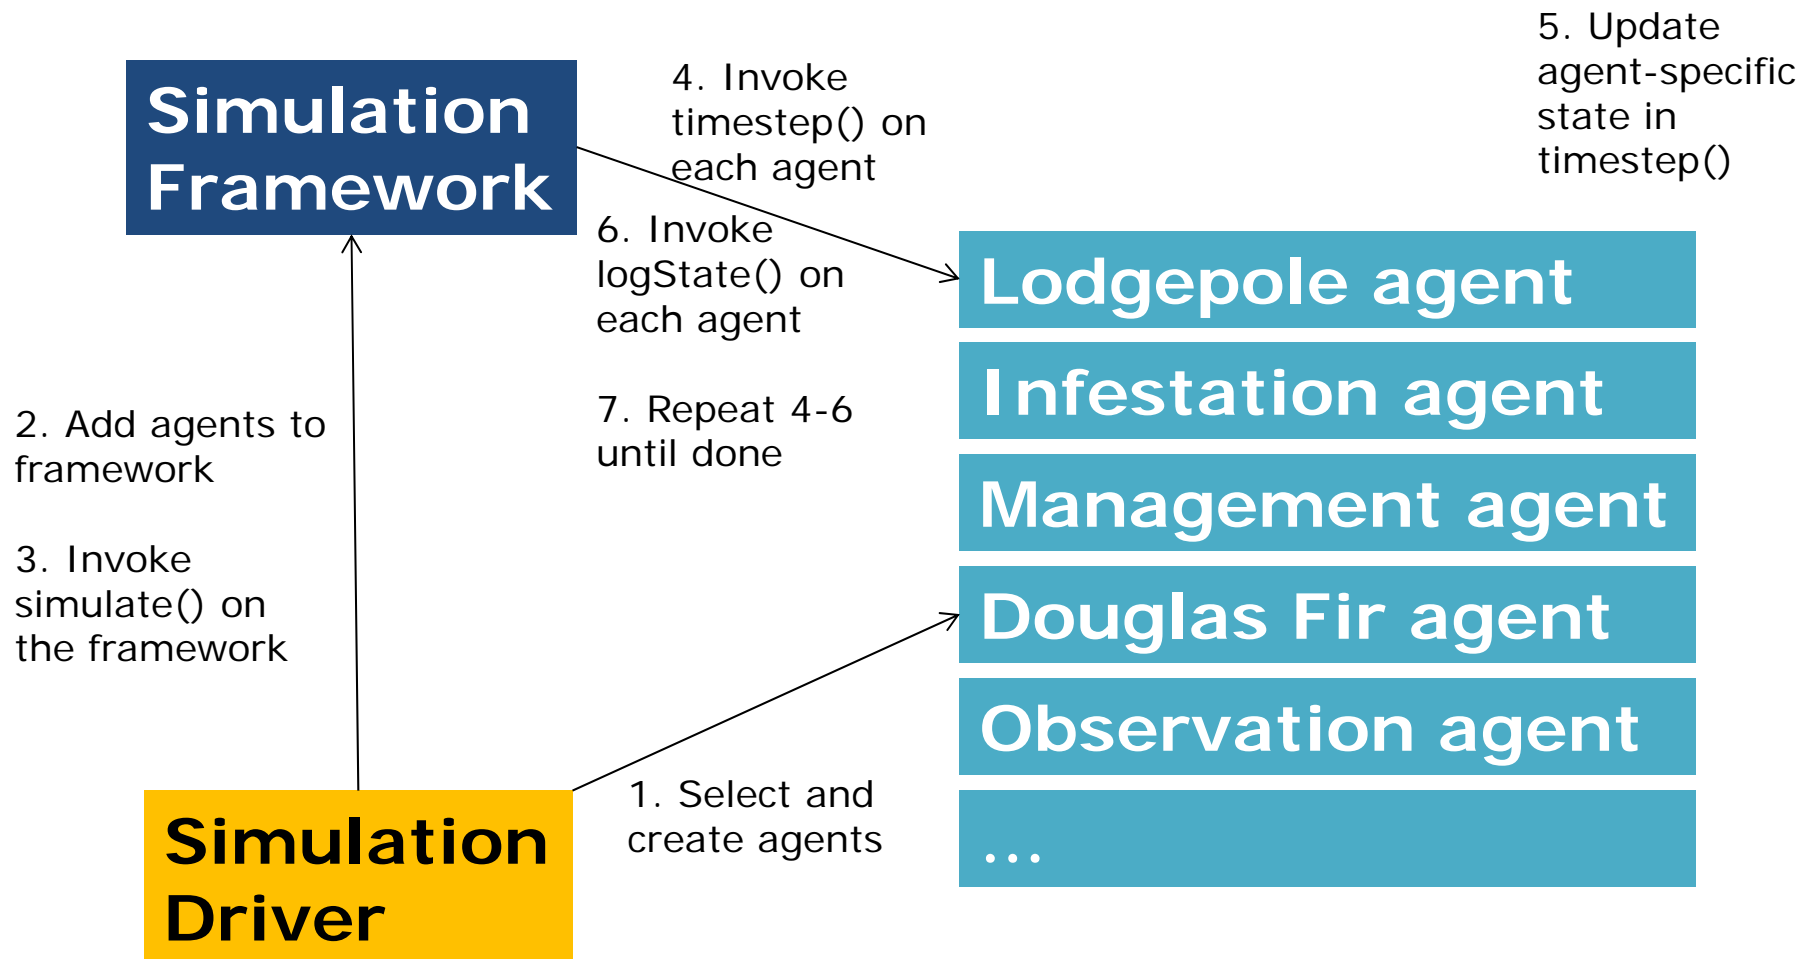 5. Update
agent-specific
state in
timestep()
Simulation
Framework
4. Invoke
timestep() on
each agent
6. Invoke
logState() on
each agent
7. Repeat 4-6
until done
Lodgepole agent
Infestation agent
Management agent
Douglas Fir agent
Observation agent
...
2. Add agents to
framework
3. Invoke
simulate() on
the framework
1. Select and
create agents
Simulation
Driver